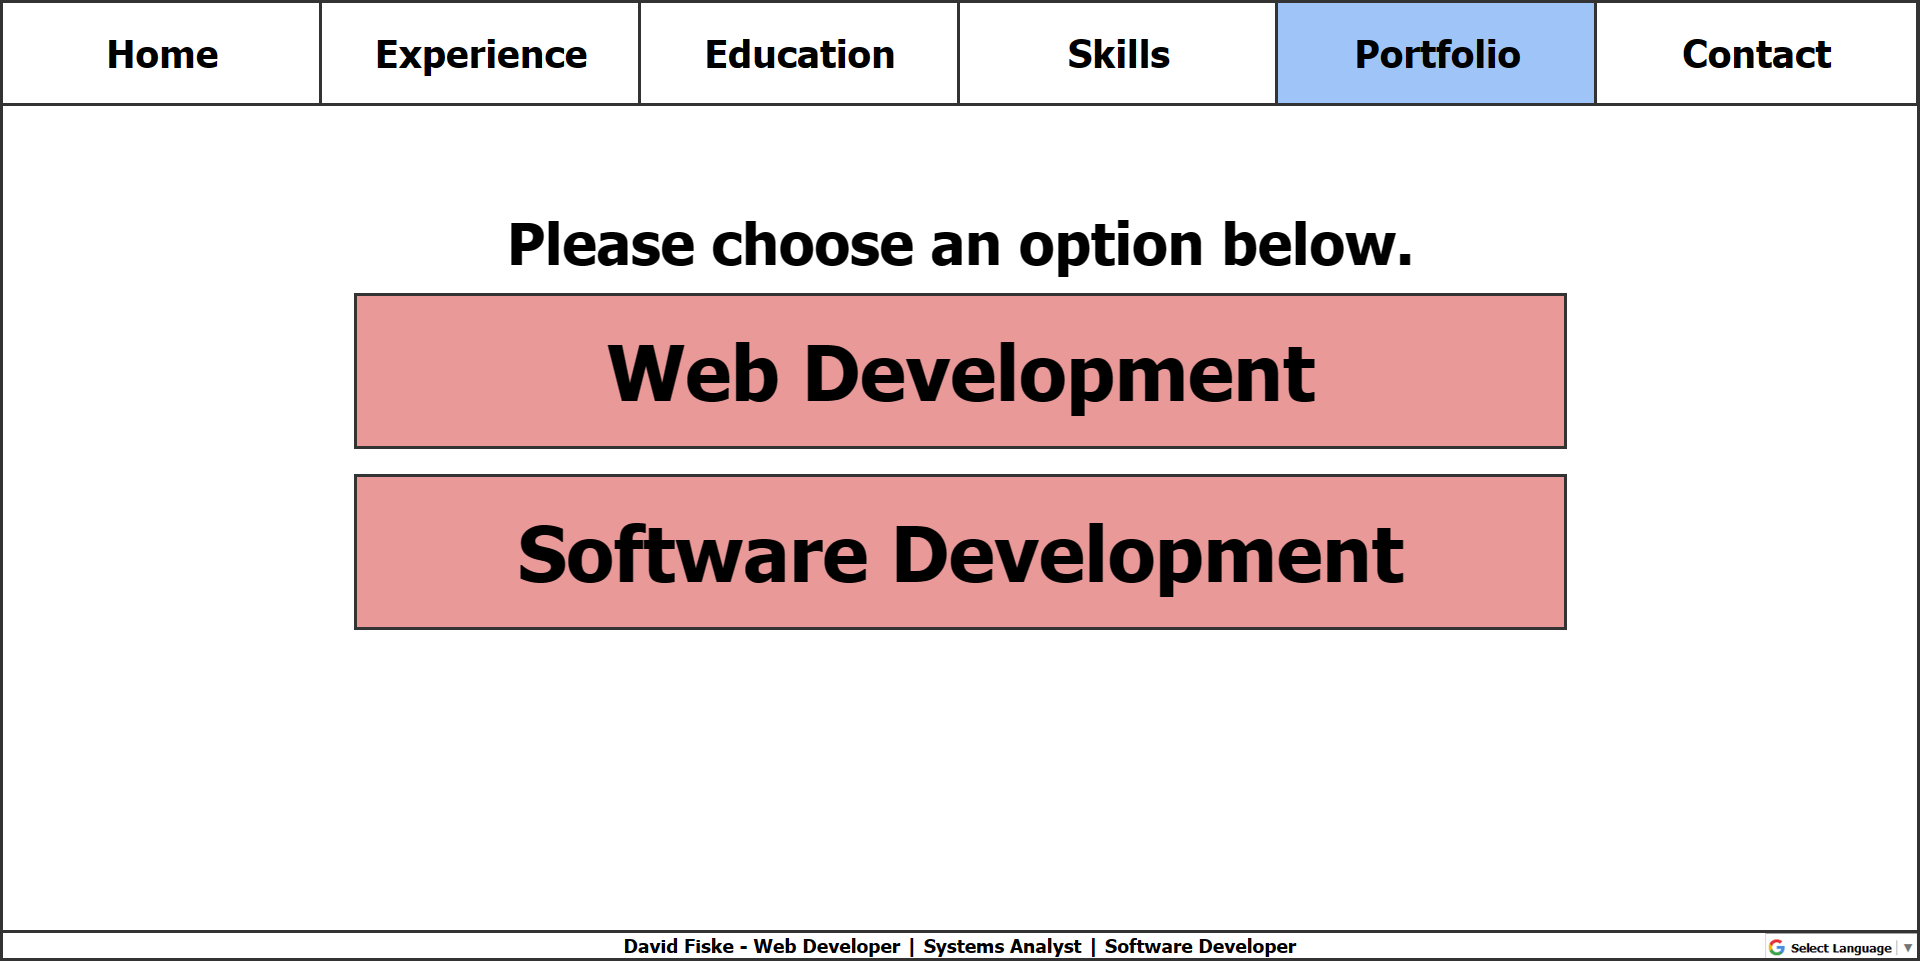 Home Experience Education Skills Portfolio Contact
Please choose an option below.
Web Development
Software Development
David Fiske - Web Developer | Systems Analyst | Software Developer
Select Language ▼